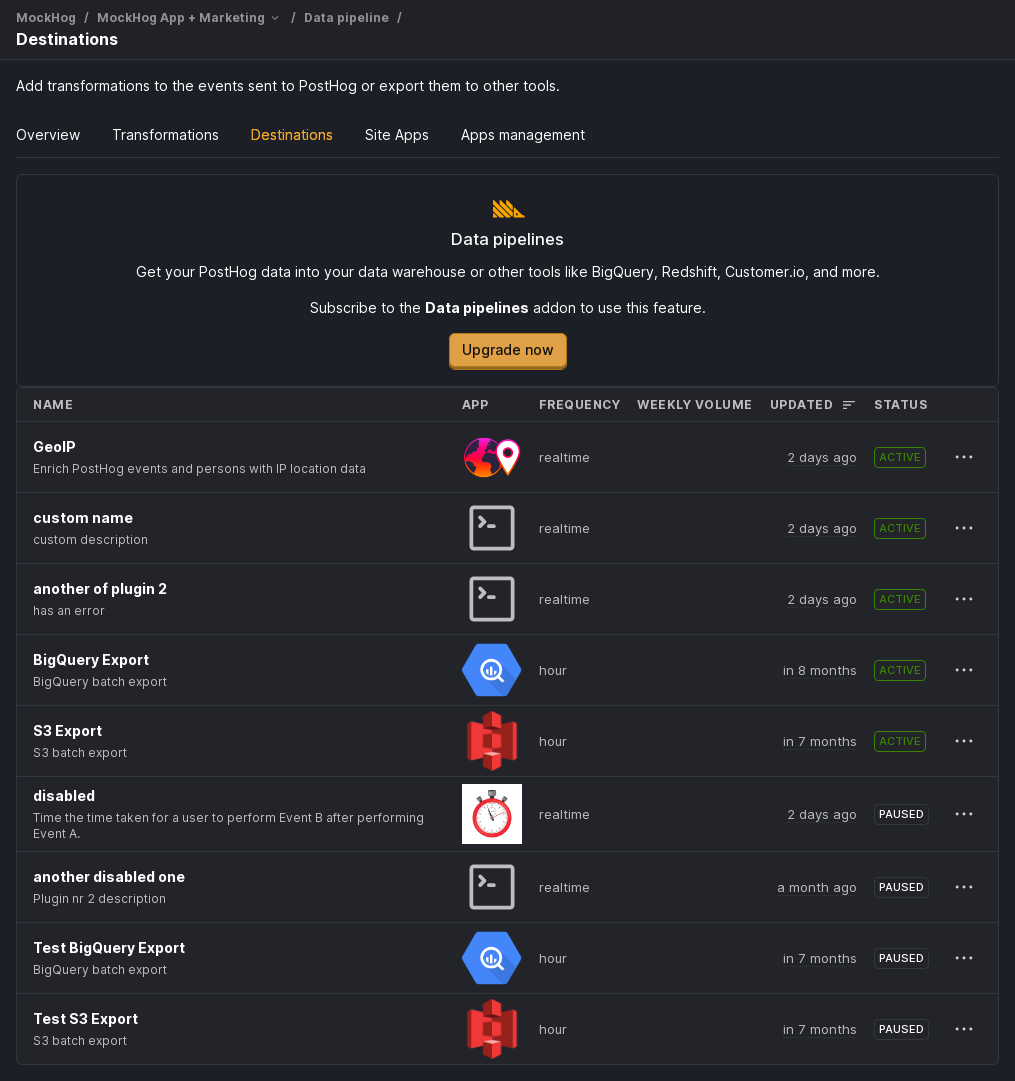 MockHog / MockHog App + Marketing / Data pipeline /
Destinations
Add transformations to the events sent to PostHog or export them to other tools.
Overview Transformations Destinations Site Apps Apps management
Data pipelines
Get your PostHog data into your data warehouse or other tools like BigQuery, Redshift, Customer.io, and more.
Subscribe to the Data pipelines addon to use this feature.
Upgrade now
NAME APP FREQUENCY WEEKLY VOLUME UPDATED STATUS
GeoIP
Enrich PostHog events and persons with IP location data
realtime 2 days ago ACTIVE
custom name
custom description
realtime 2 days ago ACTIVE
another of plugin 2
has an error
realtime 2 days ago ACTIVE
BigQuery Export
BigQuery batch export
hour in 8 months ACTIVE
S3 Export
S3 batch export
hour in 7 months ACTIVE
disabled
Time the time taken for a user to perform Event B after performing
Event A.
realtime 2 days ago PAUSED
another disabled one
Plugin nr 2 description
realtime a month ago PAUSED
Test BigQuery Export
BigQuery batch export
hour in 7 months PAUSED
Test S3 Export
S3 batch export
hour in 7 months PAUSED